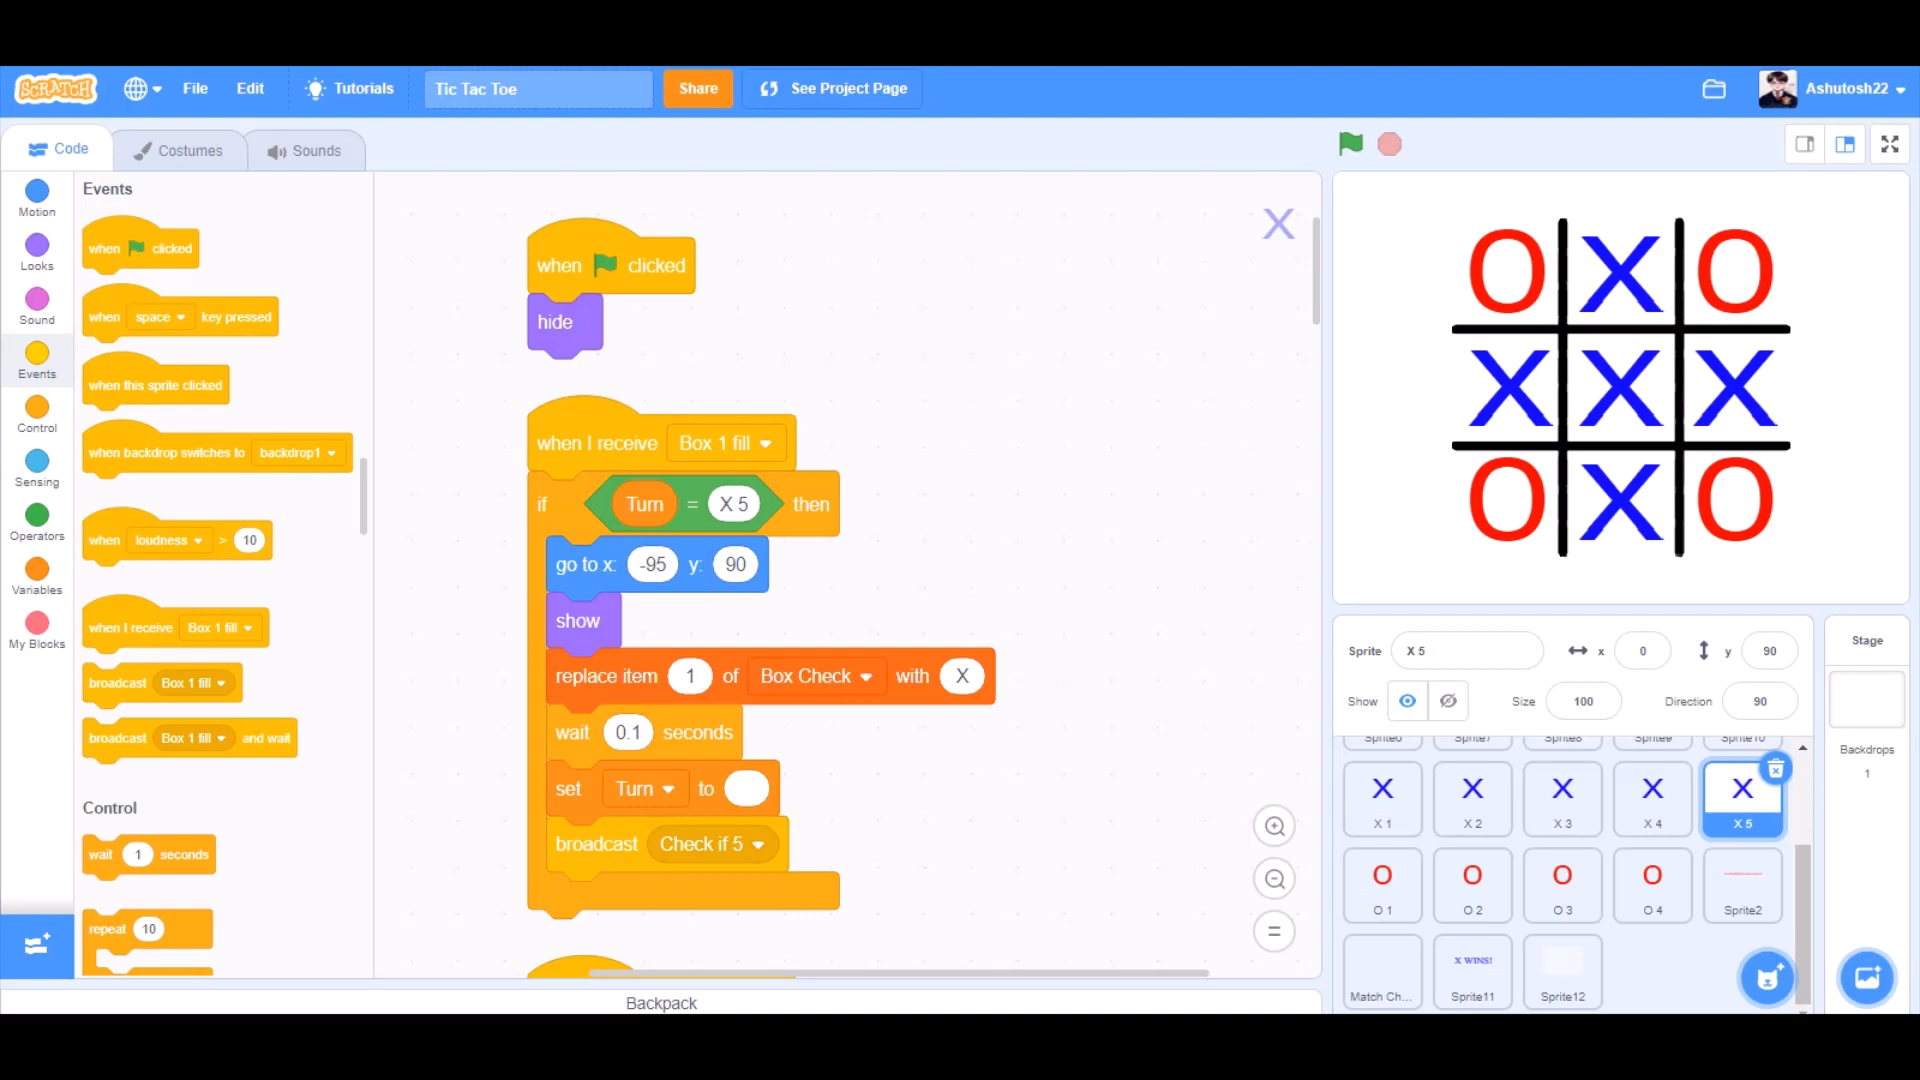 SCRATCH File Edit Tutorials Tic Tac Toe Share See Project Page Ashutosh22
Code Costumes Sounds
Motion
Looks
Sound
Events
Control
Sensing
Operators
Variables
My Blocks
Events
when clicked
when space key pressed
when this sprite clicked
when backdrop switches to backdrop1
when loudness > 10
when I receive Box 1 fill
broadcast Box 1 fill
broadcast Box 1 fill and wait
Control
wait 1 seconds
repeat 10
when clicked
hide
when I receive Box 1 fill
if Turn = X 5 then
go to x: -95 y: 90
show
replace item 1 of Box Check with X
wait 0.1 seconds
set Turn to
broadcast Check if 5
X
=
Backpack
O X O
X X X
O X O
Sprite X 5 x 0 y 90
Show Size 100 Direction 90
Sprite7 Sprite8 Sprite9 Sprite10
X X X X X
X 1 X 2 X 3 X 4 X 5
O O O O
O 1 O 2 O 3 O 4 Sprite2
X WINS!
Match Ch... Sprite11 Sprite12
Stage
Backdrops
1